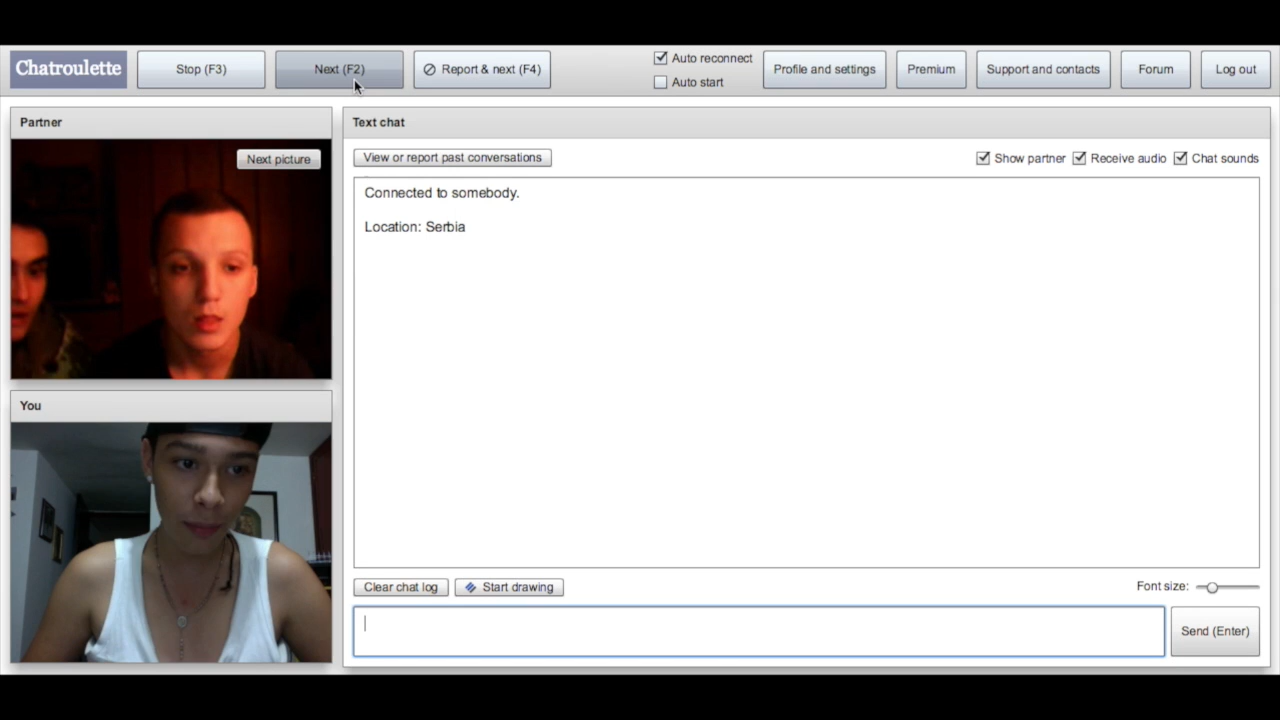 Chatroulette
Stop (F3)
Next (F2)
Report & next (F4)
Auto reconnect
Auto start
Profile and settings
Premium
Support and contacts
Forum
Log out
Partner
Next picture
You
Text chat
View or report past conversations
Show partner
Receive audio
Chat sounds
Connected to somebody.
Location: Serbia
Clear chat log
Start drawing
Font size:
Send (Enter)